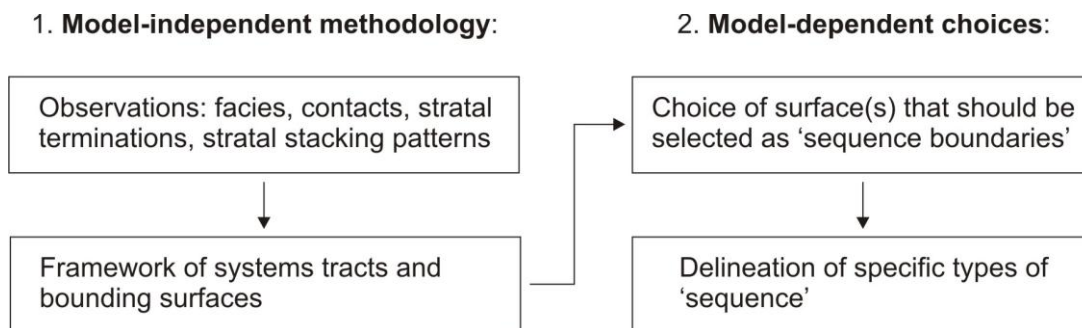 1. Model-independent methodology:
Observations: facies, contacts, stratal
terminations, stratal stacking patterns
Framework of systems tracts and
bounding surfaces
2. Model-dependent choices:
Choice of surface(s) that should be
selected as ‘sequence boundaries’
Delineation of specific types of
‘sequence’